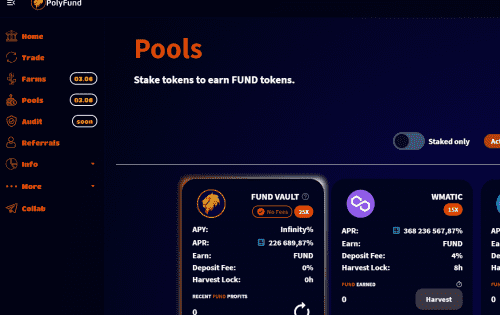 PolyFund
Home
Trade
Farms 03.06
Pools 03.06
Audit soon
Referrals
Info
More
Collab
Pools
Stake tokens to earn FUND tokens.
Staked only
Act
FUND VAULT
No Fees 25X
APY: Infinity%
APR: 226 689,87%
Earn: FUND
Deposit Fee: 0%
Harvest Lock: 0h
RECENT FUND PROFITS
0
WMATIC
15X
APR: 368 236 567,87%
Earn: FUND
Deposit Fee: 4%
Harvest Lock: 8h
FUND EARNED
0 Harvest